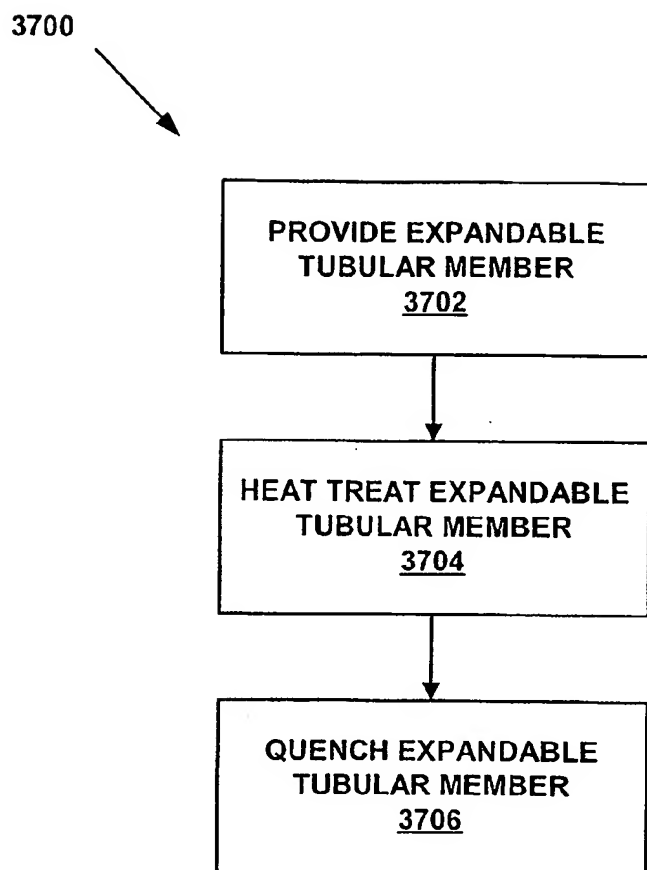 3700
PROVIDE EXPANDABLE
TUBULAR MEMBER
3702
HEAT TREAT EXPANDABLE
TUBULAR MEMBER
3704
QUENCH EXPANDABLE
TUBULAR MEMBER
3706